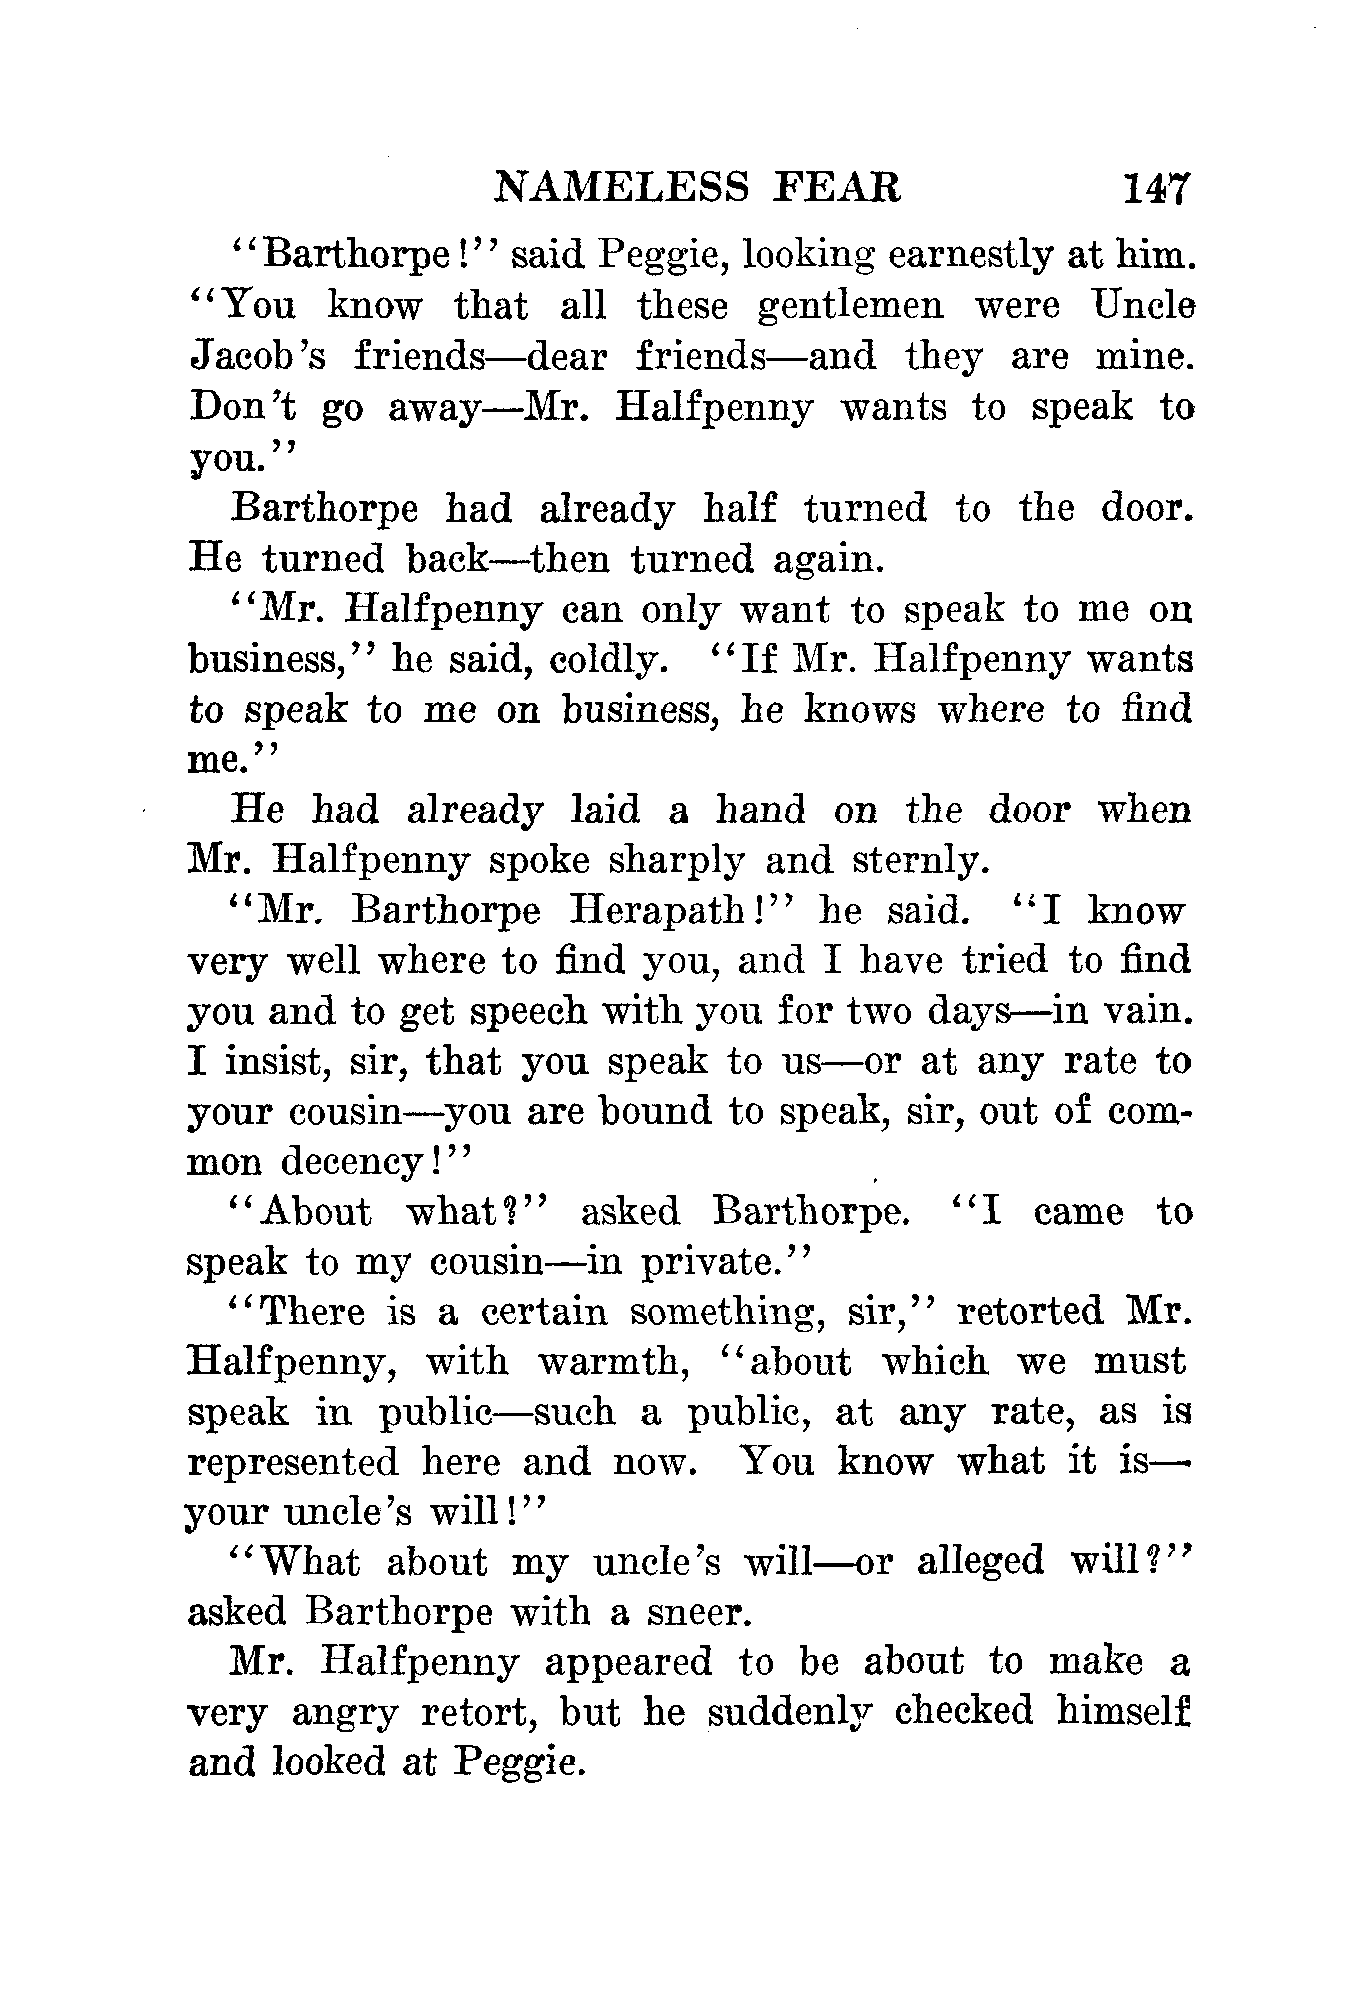 NAMELESS FEAR 147
"Barthorpe!" said Peggie, looking earnestly at him.
"You know that all these gentlemen were Uncle
Jacob's friends—dear friends—and they are mine.
Don't go away—Mr. Halfpenny wants to speak to
you."
Barthorpe had already half turned to the door.
He turned back—then turned again.
"Mr. Halfpenny can only want to speak to me on
business," he said, coldly. "If Mr. Halfpenny wants
to speak to me on business, he knows where to find
me."
He had already laid a hand on the door when
Mr. Halfpenny spoke sharply and sternly.
"Mr. Barthorpe Herapath!" he said. "I know
very well where to find you, and I have tried to find
you and to get speech with you for two days—in vain.
I insist, sir, that you speak to us—or at any rate to
your cousin—you are bound to speak, sir, out of com-
mon decency!"
"About what?" asked Barthorpe. "I came to
speak to my cousin—in private."
"There is a certain something, sir," retorted Mr.
Halfpenny, with warmth, "about which we must
speak in public—such a public, at any rate, as is
represented here and now. You know what it is—
your uncle's will!"
"What about my uncle's will—or alleged will?"
asked Barthorpe with a sneer.
Mr. Halfpenny appeared to be about to make a
very angry retort, but he suddenly checked himself
and looked at Peggie.